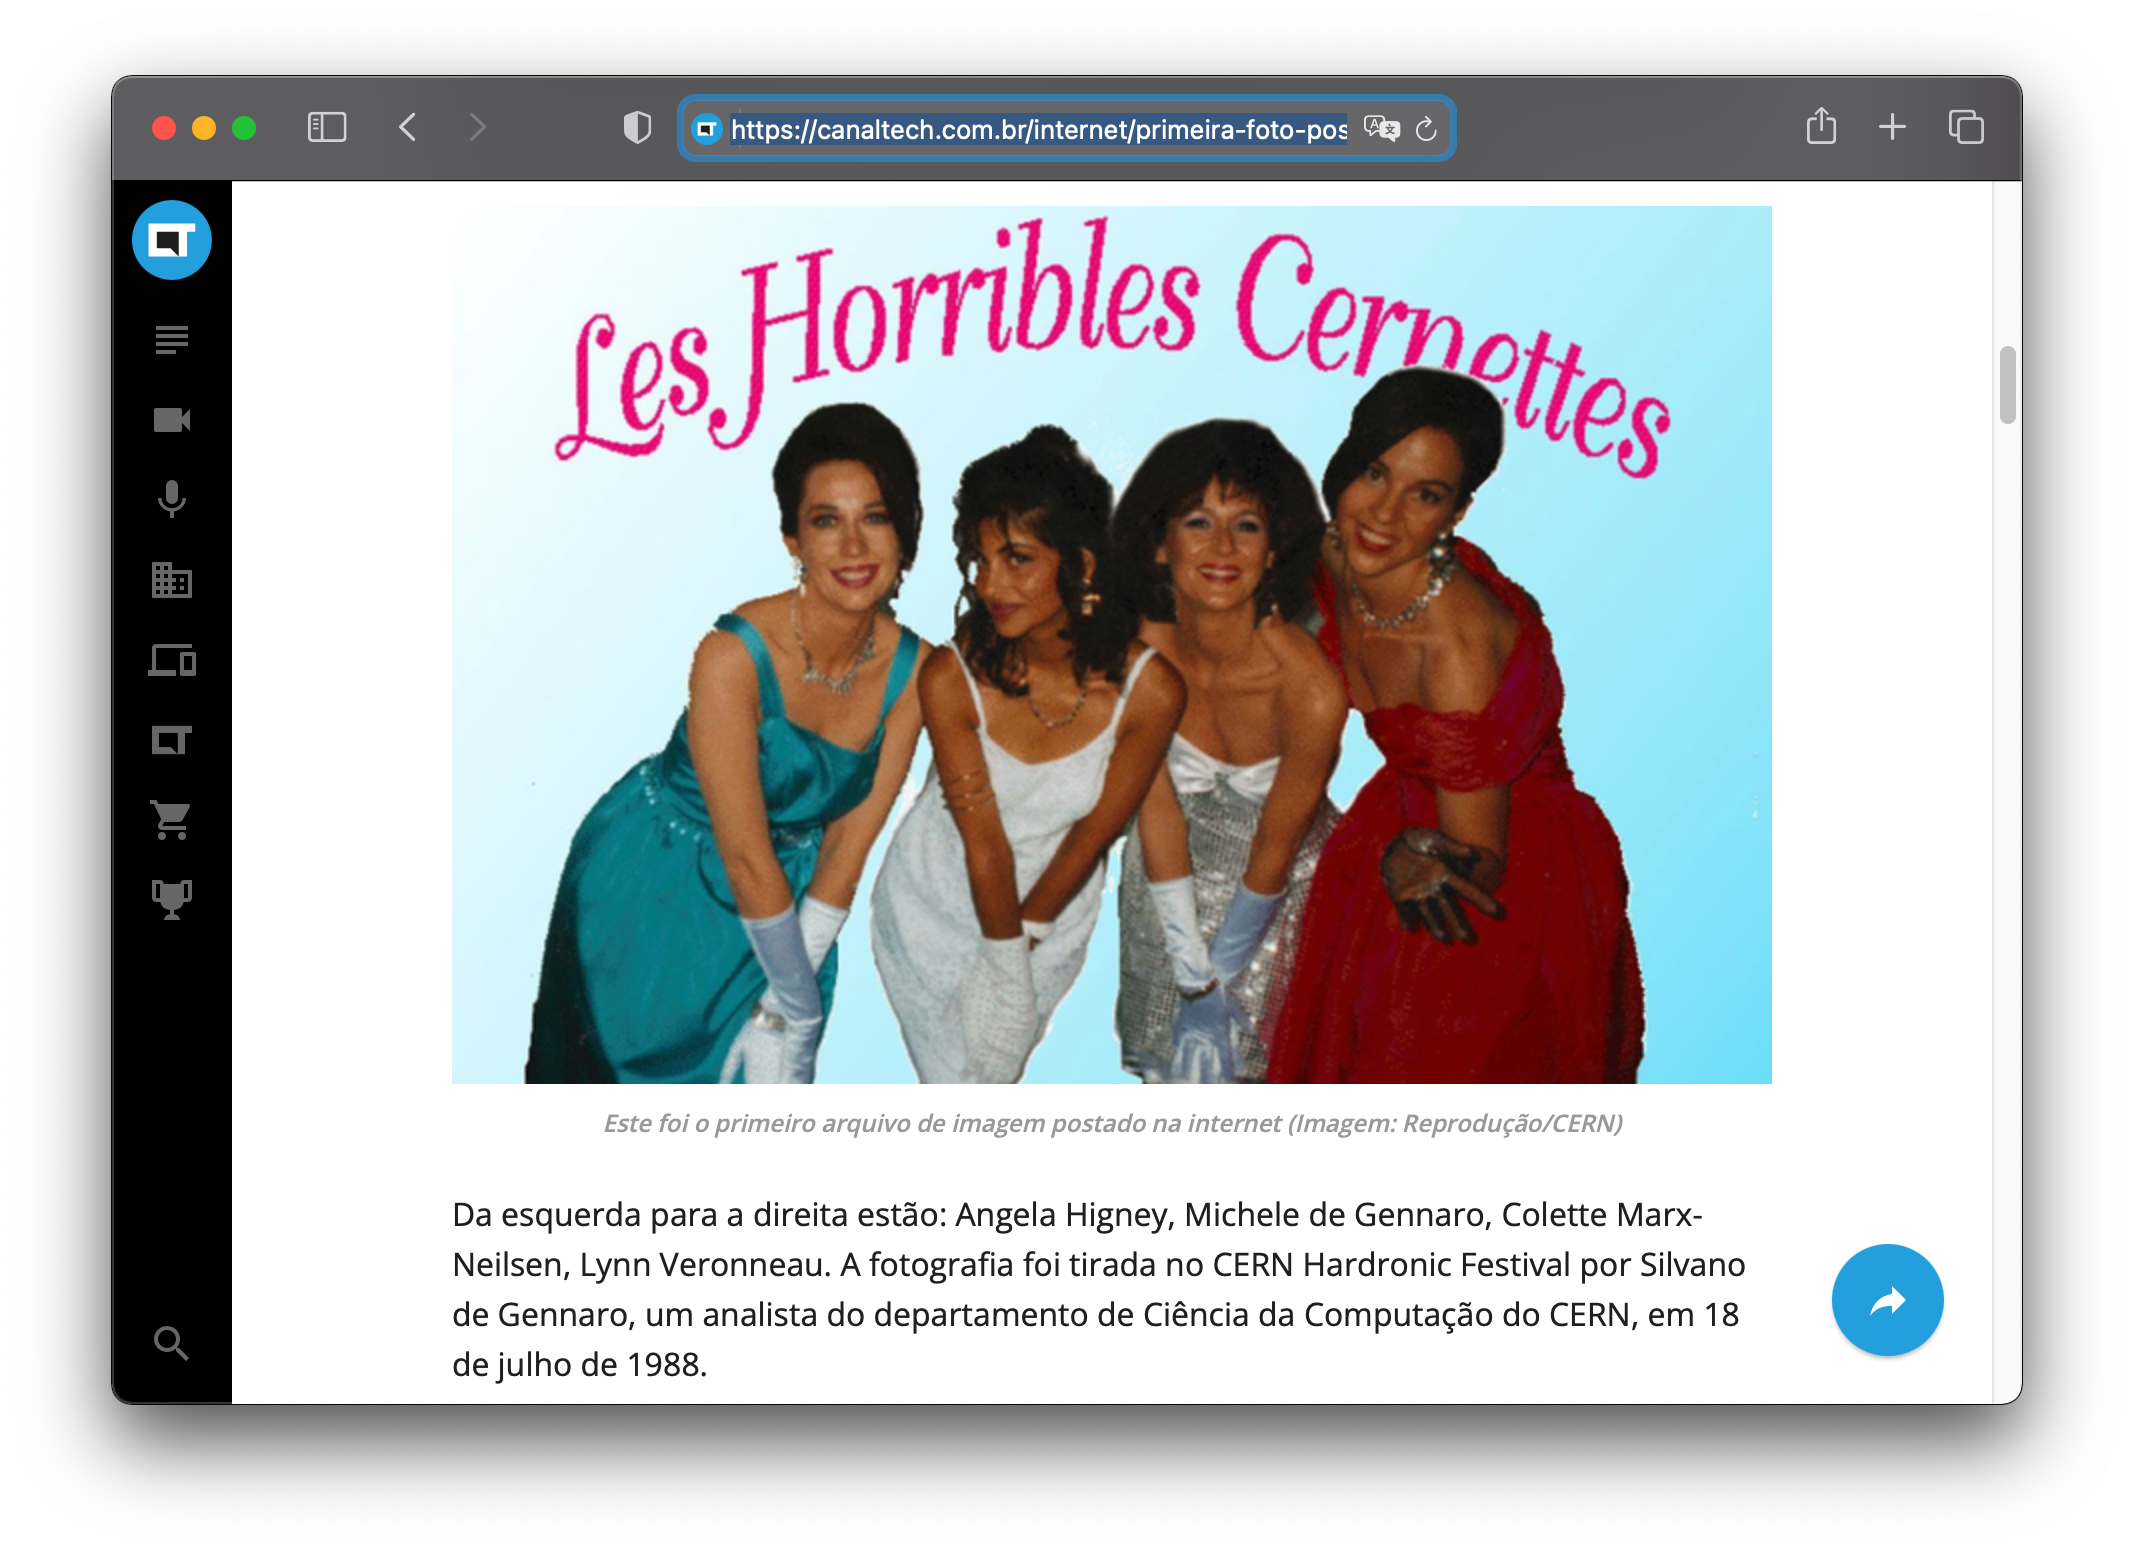 https://canaltech.com.br/internet/primeira-foto-pos
Les Horribles Cernettes
Este foi o primeiro arquivo de imagem postado na internet (Imagem: Reprodução/CERN)
Da esquerda para a direita estão: Angela Higney, Michele de Gennaro, Colette Marx-
Neilsen, Lynn Veronneau. A fotografia foi tirada no CERN Hardronic Festival por Silvano
de Gennaro, um analista do departamento de Ciência da Computação do CERN, em 18
de julho de 1988.